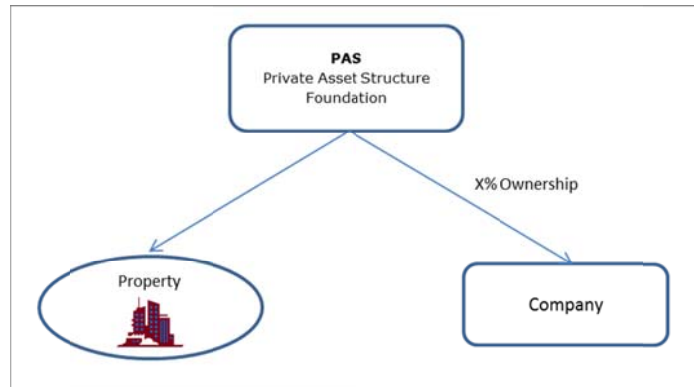 PAS
Private Asset Structure
Foundation
X% Ownership
Property
Company